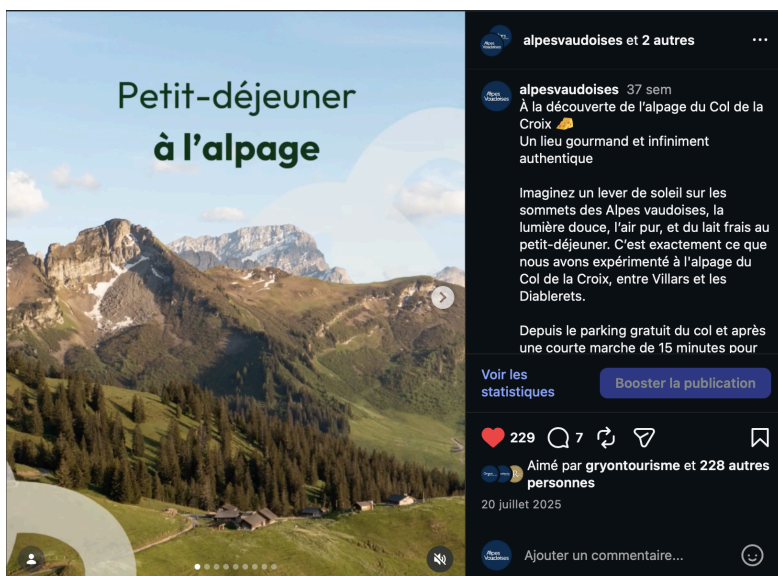 Petit-déjeuner
à l'alpage
alpesvaudoises et 2 autres
alpesvaudoises 37 sem
À la découverte de l'alpage du Col de la
Croix 🧀
Un lieu gourmand et infiniment
authentique
Imaginez un lever de soleil sur les
sommets des Alpes vaudoises, la
lumière douce, l'air pur, et du lait frais au
petit-déjeuner. C'est exactement ce que
nous avons expérimenté à l'alpage du
Col de la Croix, entre Villars et les
Diablerets.
Depuis le parking gratuit du col et après
une courte marche de 15 minutes pour
Voir les
statistiques
Booster la publication
229 7
Aimé par gryontourisme et 228 autres
personnes
20 juillet 2025
Alpes
Vaudoises
Ajouter un commentaire...